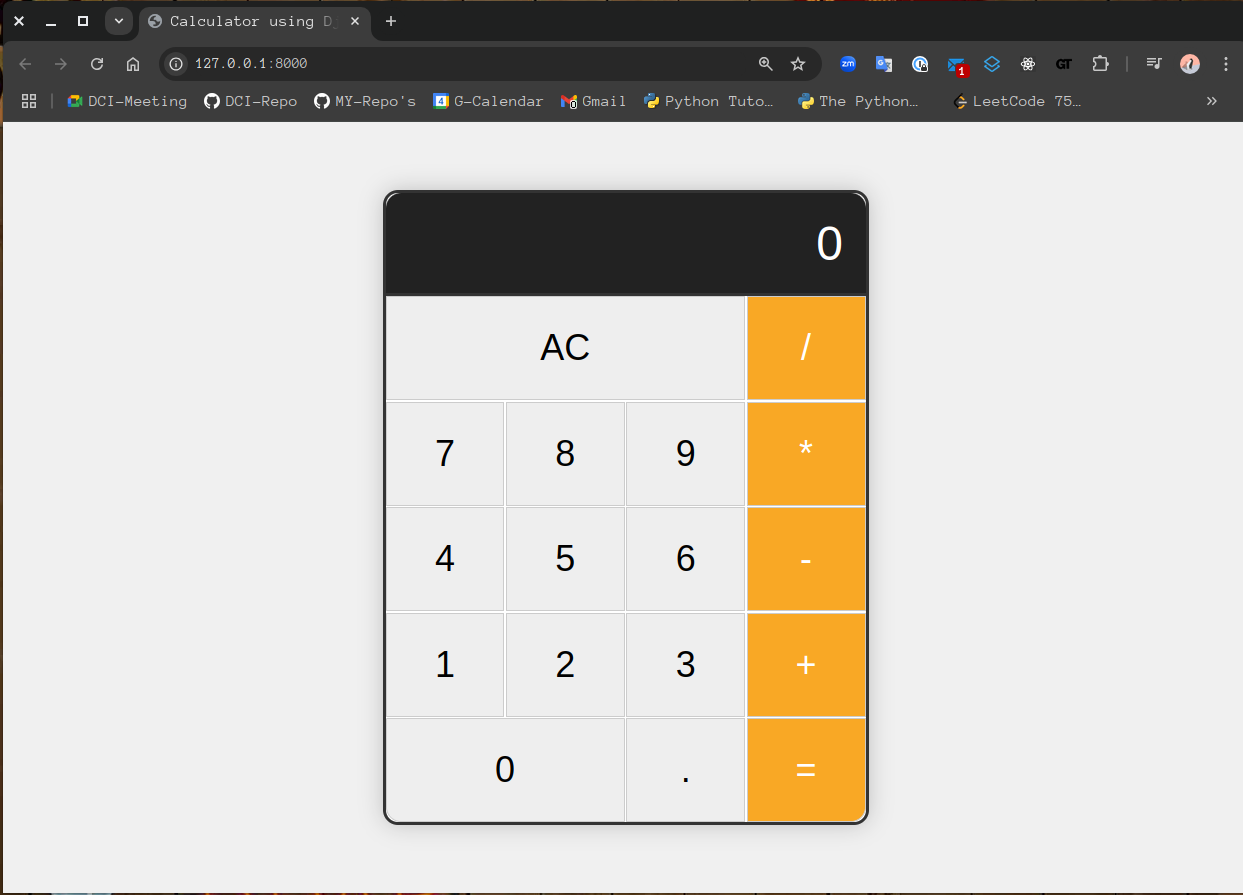 Calculator using D
127.0.0.1:8000
zm
1
GT
DCI-Meeting DCI-Repo MY-Repo's 4 G-Calendar Gmail Python Tuto… The Python… LeetCode 75…
0
AC /
7 8 9 *
4 5 6 -
1 2 3 +
0 . =